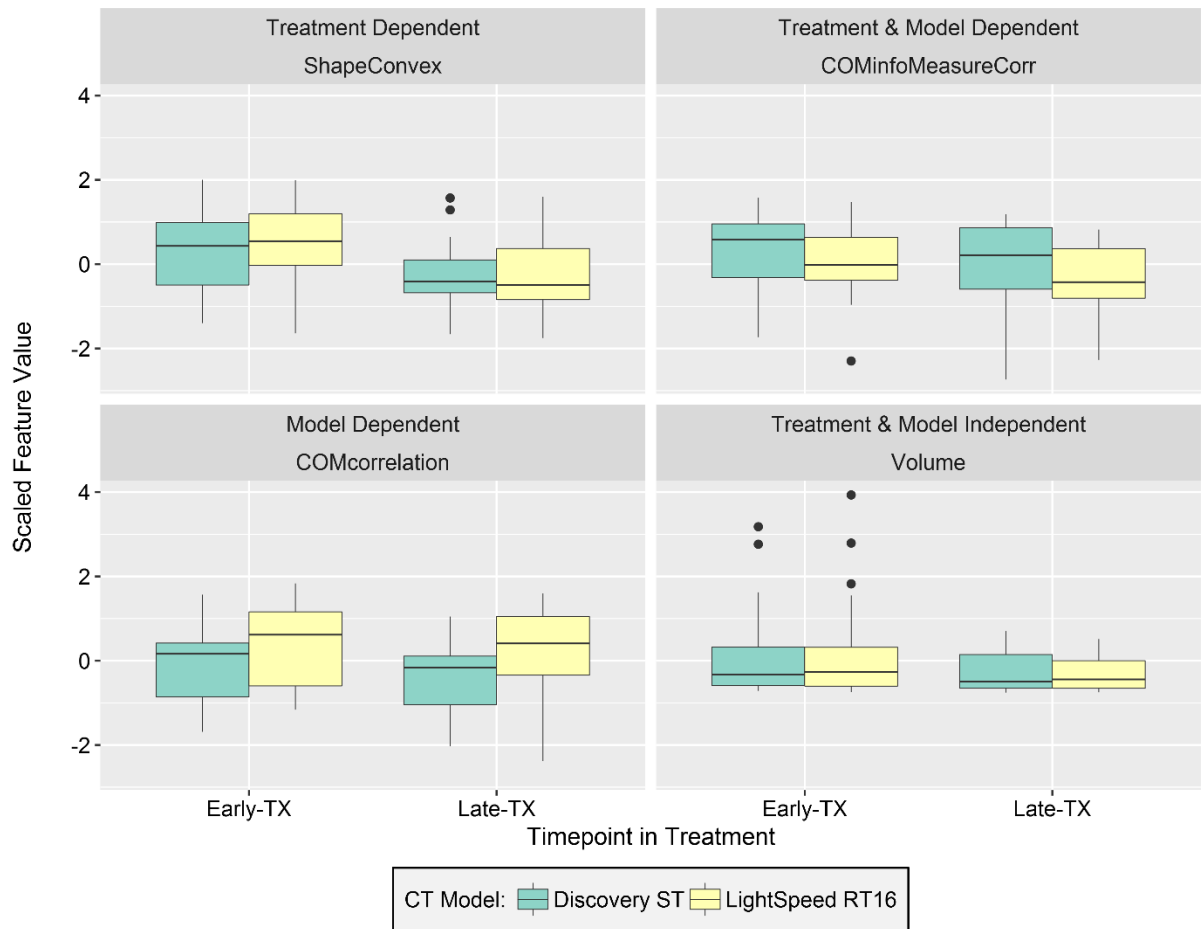 Treatment Dependent
ShapeConvex
Treatment & Model Dependent
COMinfoMeasureCorr
4
2
0
-2
Scaled Feature Value
Model Dependent
COMcorrelation
Treatment & Model Independent
Volume
4
2
0
-2
Early-TX
Late-TX
Early-TX
Late-TX
Timepoint in Treatment
CT Model: Discovery ST LightSpeed RT16